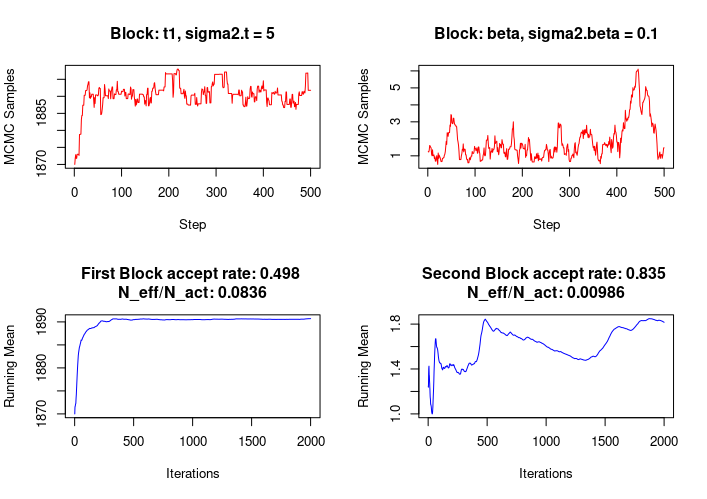 Block: t1, sigma2.t = 5
MCMC Samples
1870
1885
0
100
200
300
400
500
Step
Block: beta, sigma2.beta = 0.1
MCMC Samples
1
3
5
0
100
200
300
400
500
Step
First Block accept rate: 0.498
N_eff/N_act: 0.0836
Running Mean
1870
1880
1890
0
500
1000
1500
2000
Iterations
Second Block accept rate: 0.835
N_eff/N_act: 0.00986
Running Mean
1.0
1.4
1.8
0
500
1000
1500
2000
Iterations